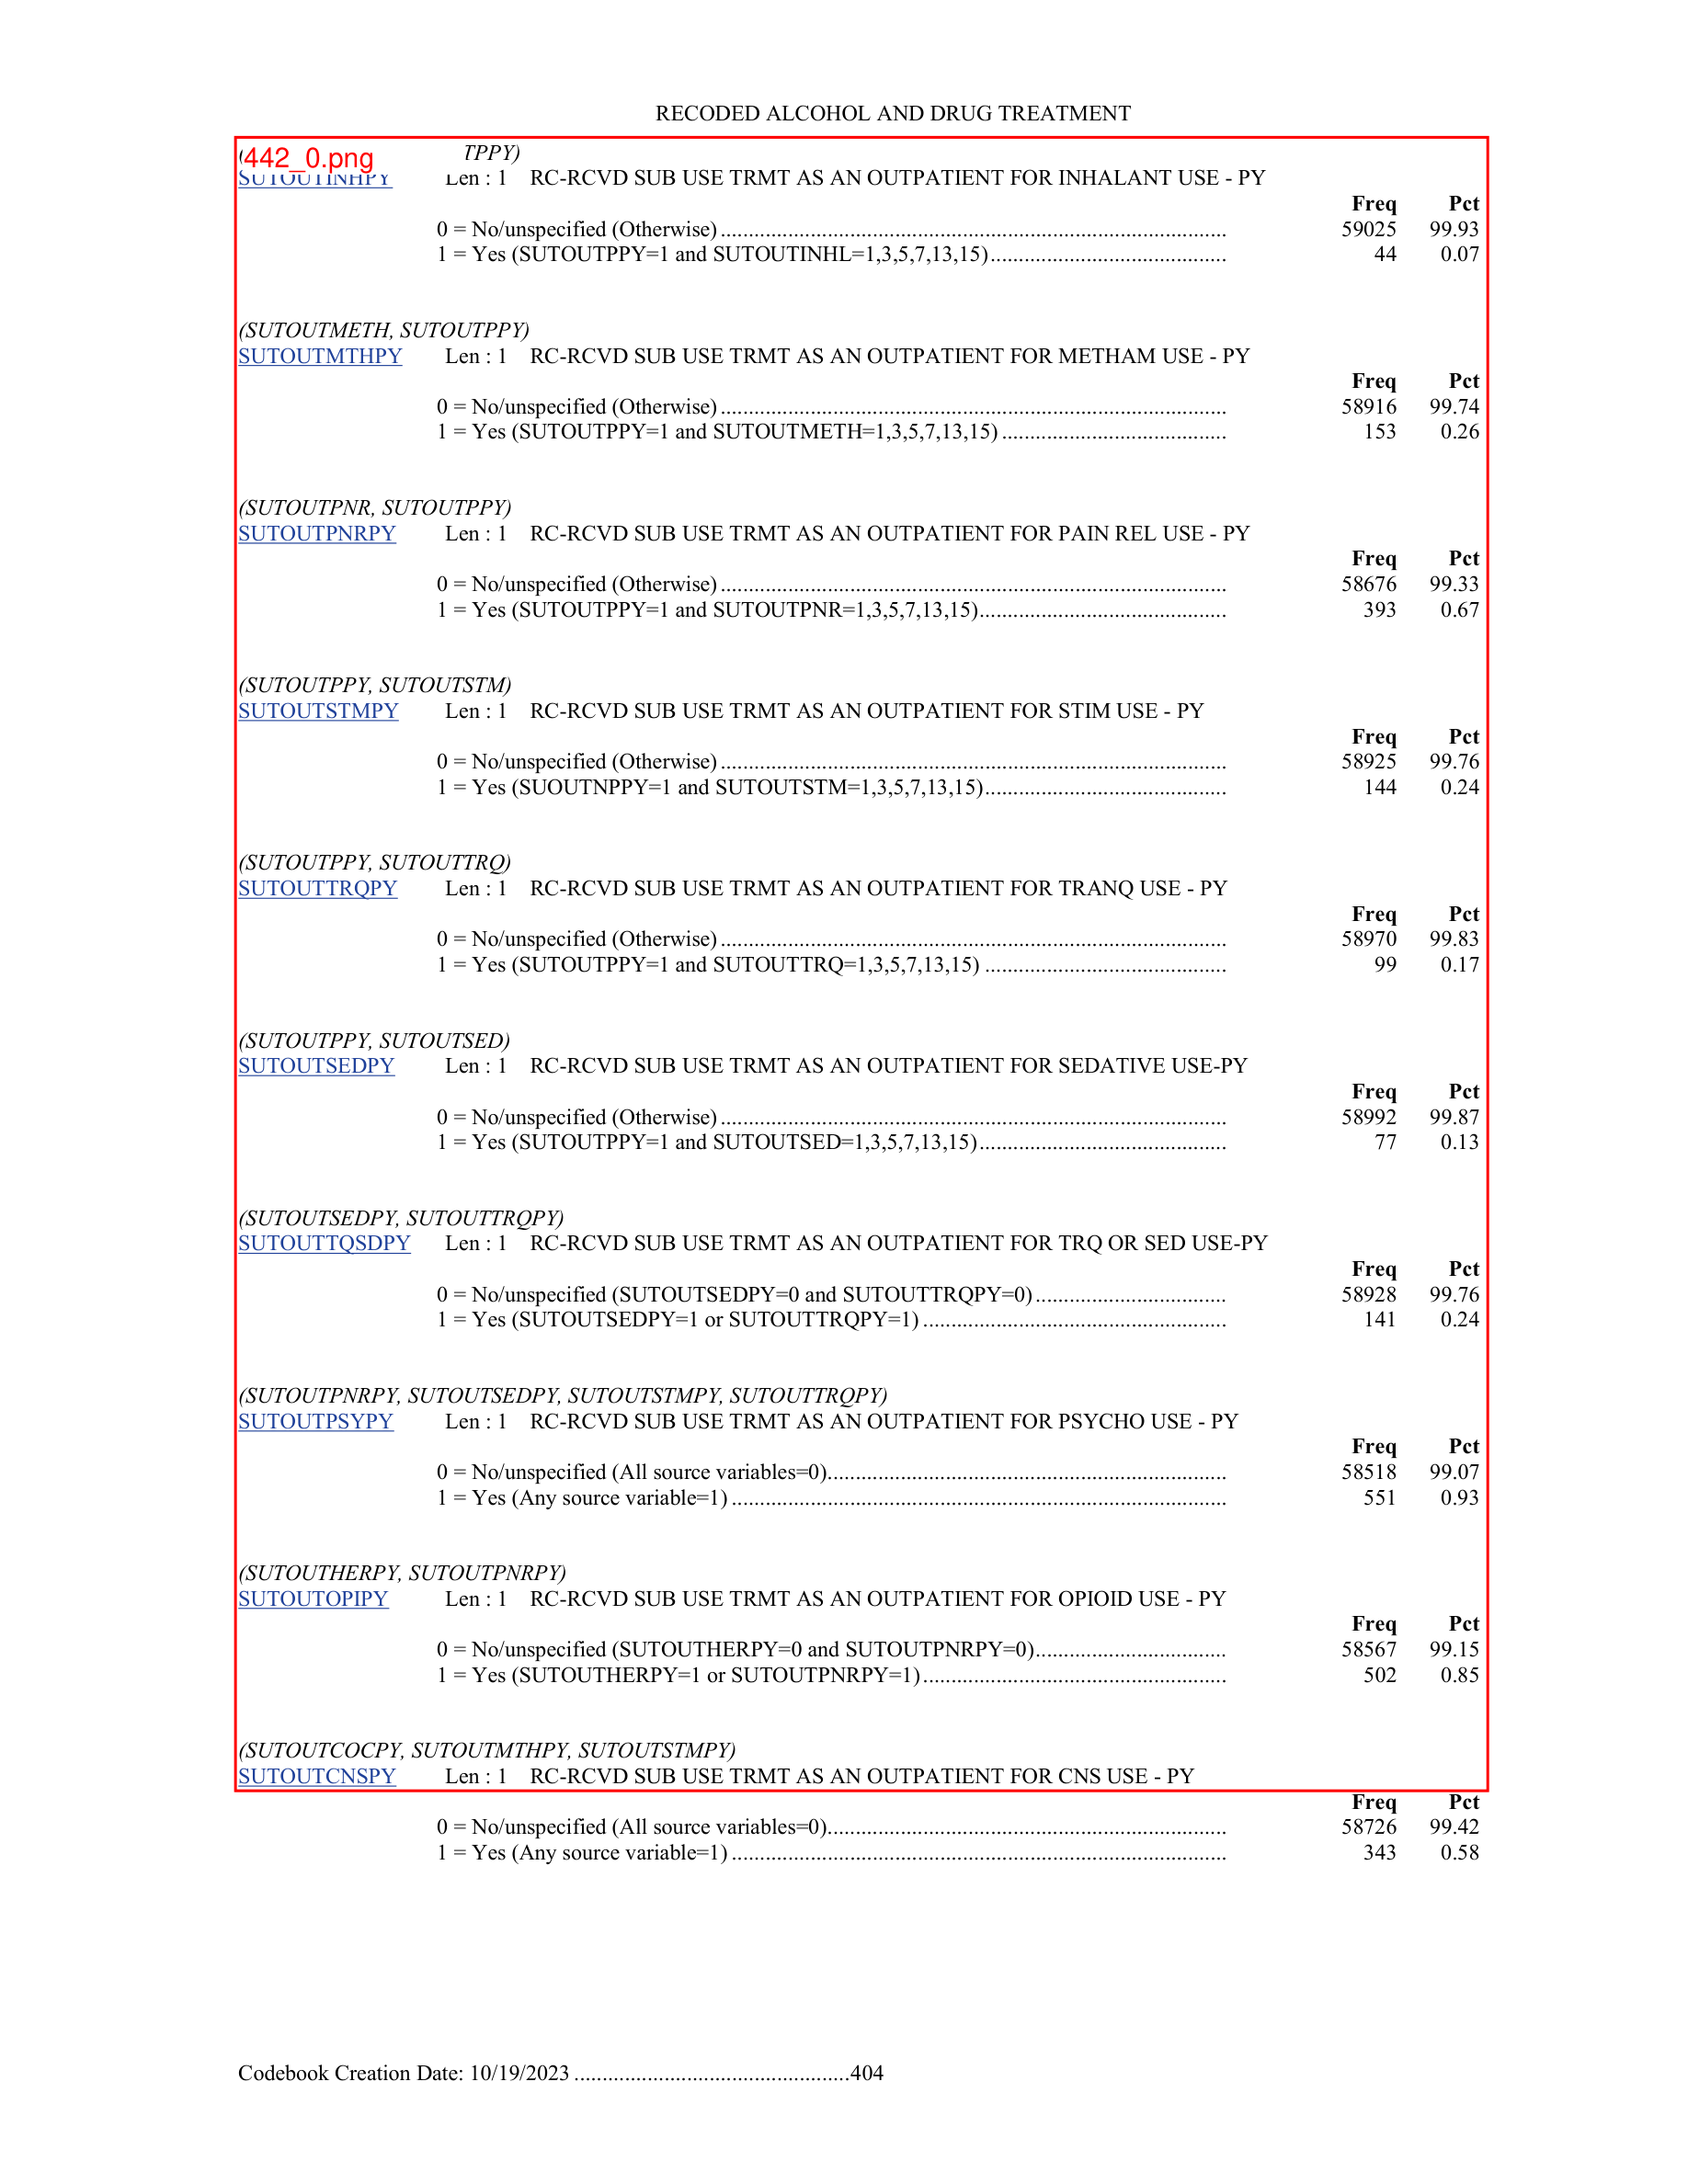 RECODED ALCOHOL AND DRUG TREATMENT
442_0.png TPPY)
SUTOUTINHPY Len : 1 RC-RCVD SUB USE TRMT AS AN OUTPATIENT FOR INHALANT USE - PY
Freq Pct
0 = No/unspecified (Otherwise) ........................................................................................... 59025 99.93
1 = Yes (SUTOUTPPY=1 and SUTOUTINHL=1,3,5,7,13,15).......................................... 44 0.07
(SUTOUTMETH, SUTOUTPPY)
SUTOUTMTHPY Len : 1 RC-RCVD SUB USE TRMT AS AN OUTPATIENT FOR METHAM USE - PY
Freq Pct
0 = No/unspecified (Otherwise) ........................................................................................... 58916 99.74
1 = Yes (SUTOUTPPY=1 and SUTOUTMETH=1,3,5,7,13,15) ........................................ 153 0.26
(SUTOUTPNR, SUTOUTPPY)
SUTOUTPNRPY Len : 1 RC-RCVD SUB USE TRMT AS AN OUTPATIENT FOR PAIN REL USE - PY
Freq Pct
0 = No/unspecified (Otherwise) ........................................................................................... 58676 99.33
1 = Yes (SUTOUTPPY=1 and SUTOUTPNR=1,3,5,7,13,15)............................................ 393 0.67
(SUTOUTPPY, SUTOUTSTM)
SUTOUTSTMPY Len : 1 RC-RCVD SUB USE TRMT AS AN OUTPATIENT FOR STIM USE - PY
Freq Pct
0 = No/unspecified (Otherwise) ........................................................................................... 58925 99.76
1 = Yes (SUOUTNPPY=1 and SUTOUTSTM=1,3,5,7,13,15)........................................... 144 0.24
(SUTOUTPPY, SUTOUTTRQ)
SUTOUTTRQPY Len : 1 RC-RCVD SUB USE TRMT AS AN OUTPATIENT FOR TRANQ USE - PY
Freq Pct
0 = No/unspecified (Otherwise) ........................................................................................... 58970 99.83
1 = Yes (SUTOUTPPY=1 and SUTOUTTRQ=1,3,5,7,13,15) ........................................... 99 0.17
(SUTOUTPPY, SUTOUTSED)
SUTOUTSEDPY Len : 1 RC-RCVD SUB USE TRMT AS AN OUTPATIENT FOR SEDATIVE USE-PY
Freq Pct
0 = No/unspecified (Otherwise) ........................................................................................... 58992 99.87
1 = Yes (SUTOUTPPY=1 and SUTOUTSED=1,3,5,7,13,15)............................................ 77 0.13
(SUTOUTSEDPY, SUTOUTTRQPY)
SUTOUTTQSDPY Len : 1 RC-RCVD SUB USE TRMT AS AN OUTPATIENT FOR TRQ OR SED USE-PY
Freq Pct
0 = No/unspecified (SUTOUTSEDPY=0 and SUTOUTTRQPY=0) .................................. 58928 99.76
1 = Yes (SUTOUTSEDPY=1 or SUTOUTTRQPY=1) ...................................................... 141 0.24
(SUTOUTPNRPY, SUTOUTSEDPY, SUTOUTSTMPY, SUTOUTTRQPY)
SUTOUTPSYPY Len : 1 RC-RCVD SUB USE TRMT AS AN OUTPATIENT FOR PSYCHO USE - PY
Freq Pct
0 = No/unspecified (All source variables=0)....................................................................... 58518 99.07
1 = Yes (Any source variable=1) ........................................................................................ 551 0.93
(SUTOUTHERPY, SUTOUTPNRPY)
SUTOUTOPIPY Len : 1 RC-RCVD SUB USE TRMT AS AN OUTPATIENT FOR OPIOID USE - PY
Freq Pct
0 = No/unspecified (SUTOUTHERPY=0 and SUTOUTPNRPY=0).................................. 58567 99.15
1 = Yes (SUTOUTHERPY=1 or SUTOUTPNRPY=1) ...................................................... 502 0.85
(SUTOUTCOCPY, SUTOUTMTHPY, SUTOUTSTMPY)
SUTOUTCNSPY Len : 1 RC-RCVD SUB USE TRMT AS AN OUTPATIENT FOR CNS USE - PY
Freq Pct
0 = No/unspecified (All source variables=0)....................................................................... 58726 99.42
1 = Yes (Any source variable=1) ........................................................................................ 343 0.58
Codebook Creation Date: 10/19/2023 .................................................404